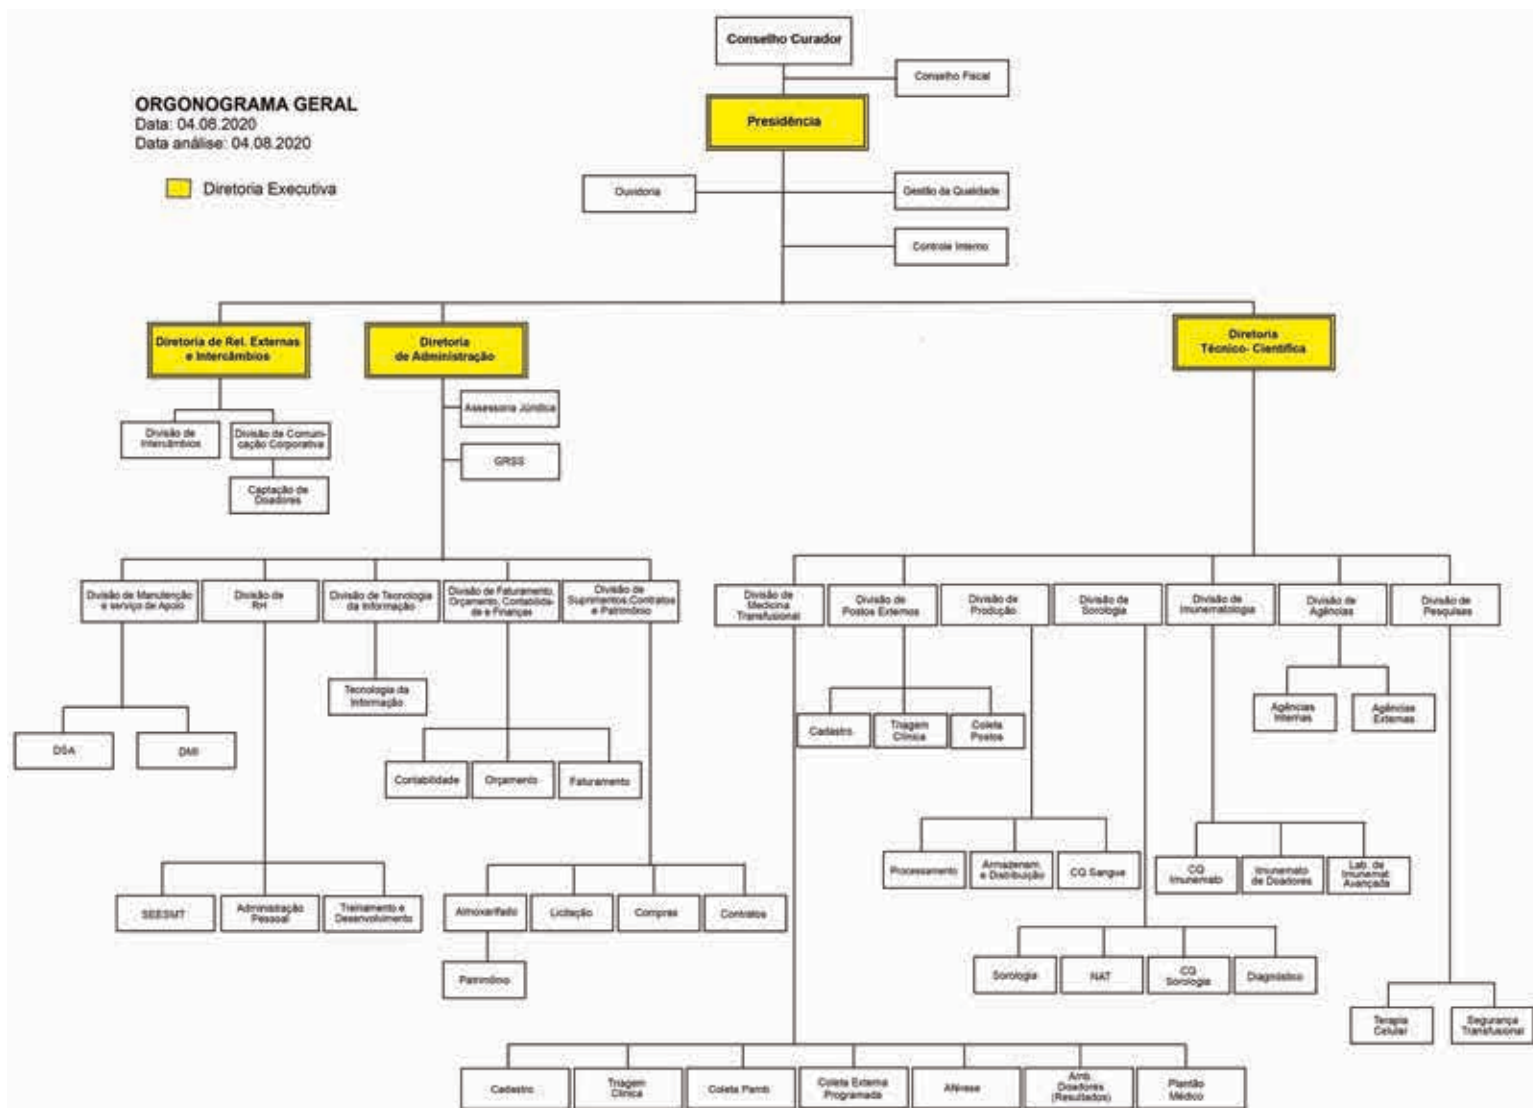 Conselho Curador
Conselho Fiscal
ORGONOGRAMA GERAL
Data: 04.08.2020
Data análise: 04.08.2020
Presidência
Diretoria Executiva
Ouvidoria
Gestão da Qualidade
Controle Interno
Diretoria de Rel. Externas
e Intercâmbios
Diretoria
de Administração
Diretoria
Técnico- Científica
Assessoria Jurídica
GRSS
Divisão de
Intercâmbios
Divisão de Comuni-
cação Corporativa
Captação de
Doadores
Divisão de Manutenção
e serviço de Apoio
Divisão de
RH
Divisão de Tecnologia
da Informação
Divisão de Faturamento,
Orçamento, Contabilida-
de e Finanças
Divisão de
Suprimentos,Contratos
e Patrimônio
Divisão de
Medicina
Transfusional
Divisão de
Postos Externos
Divisão de
Produção
Divisão de
Sorologia
Divisão de
Imunematologia
Divisão de
Agências
Divisão de
Pesquisas
Tecnologia da
Informação
Agências
Internas
Agências
Externas
Cadastro
Triagem
Clínica
Coleta
Postos
DSA
DMI
Contabilidade
Orçamento
Faturamento
Processamento
Armazenam.
e Distribuição
CQ Sangue
CQ
Imunemato
Imunemato
de Doadores
Lab. de
Imunemat.
Avançada
SEESMT
Administração
Pessoal
Treinamento e
Desenvolvimento
Almoxarifado
Licitação
Compras
Contratos
Patrimônio
Sorologia
NAT
CQ
Sorologia
Diagnóstico
Terapia
Celular
Segurança
Transfusional
Cadastro
Triagem
Clínica
Coleta Pamb.
Coleta Externa
Programada
Aférese
Amb.
Doadores
(Resultados)
Plantão
Médico